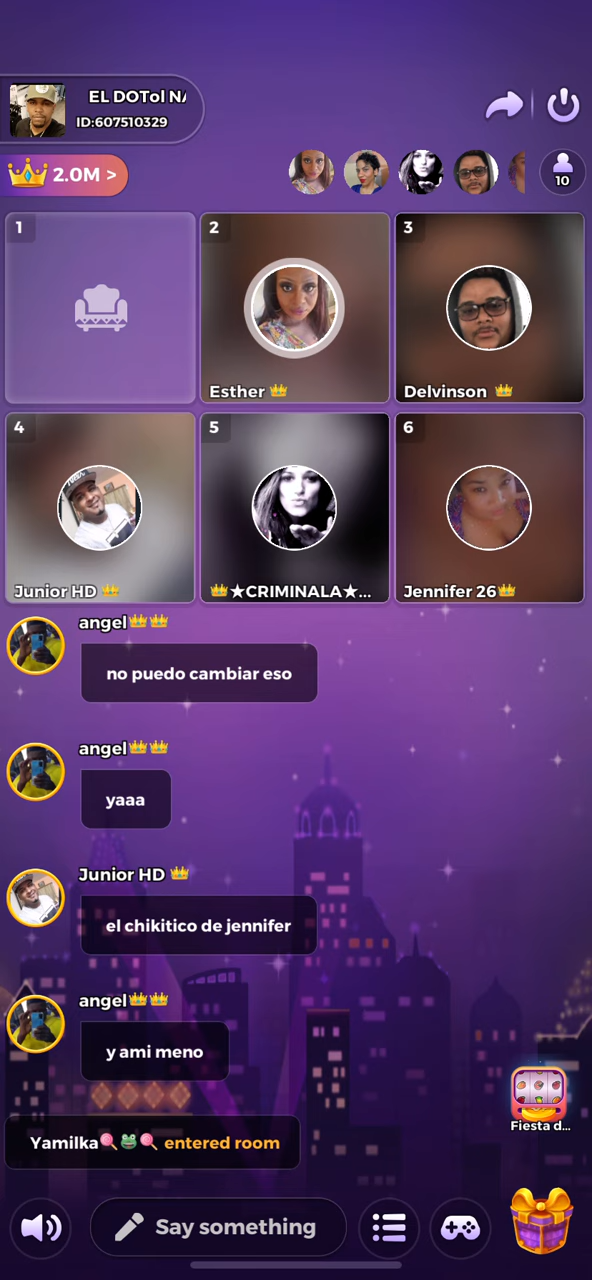 EL DOTol NA
ID:607510329
2.0M >
10
1
2
Esther
3
Delvinson
4
Junior HD
5
★CRIMINALA★...
6
Jennifer 26
angel
no puedo cambiar eso
angel
yaaa
Junior HD
el chikitico de jennifer
angel
y ami meno
Yamilka entered room
Fiesta d...
Say something